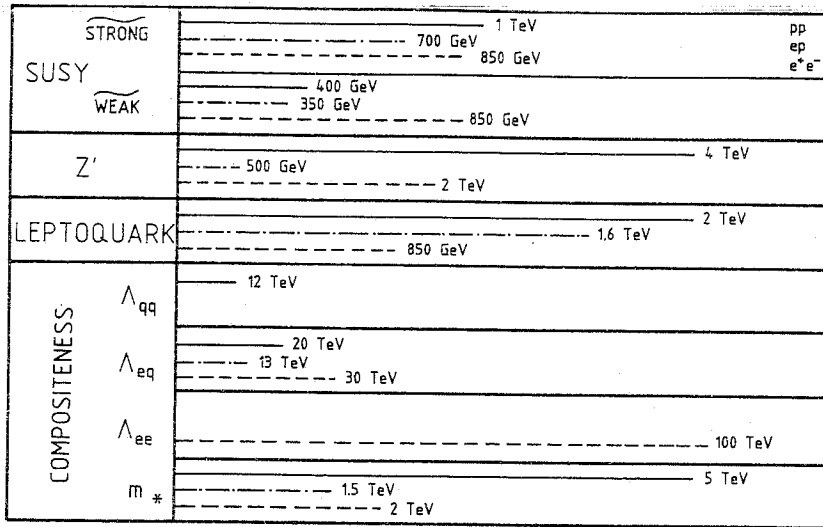 STRONG
1 TeV
pp
700 GeV
ep
850 GeV
e⁺e⁻
SUSY
400 GeV
WEAK
350 GeV
850 GeV
Z'
4 TeV
500 GeV
2 TeV
LEPTOQUARK
2 TeV
1.6 TeV
850 GeV
COMPOSITENESS
Λqq
12 TeV
Λeq
20 TeV
13 TeV
30 TeV
Λee
100 TeV
m *
5 TeV
1.5 TeV
2 TeV